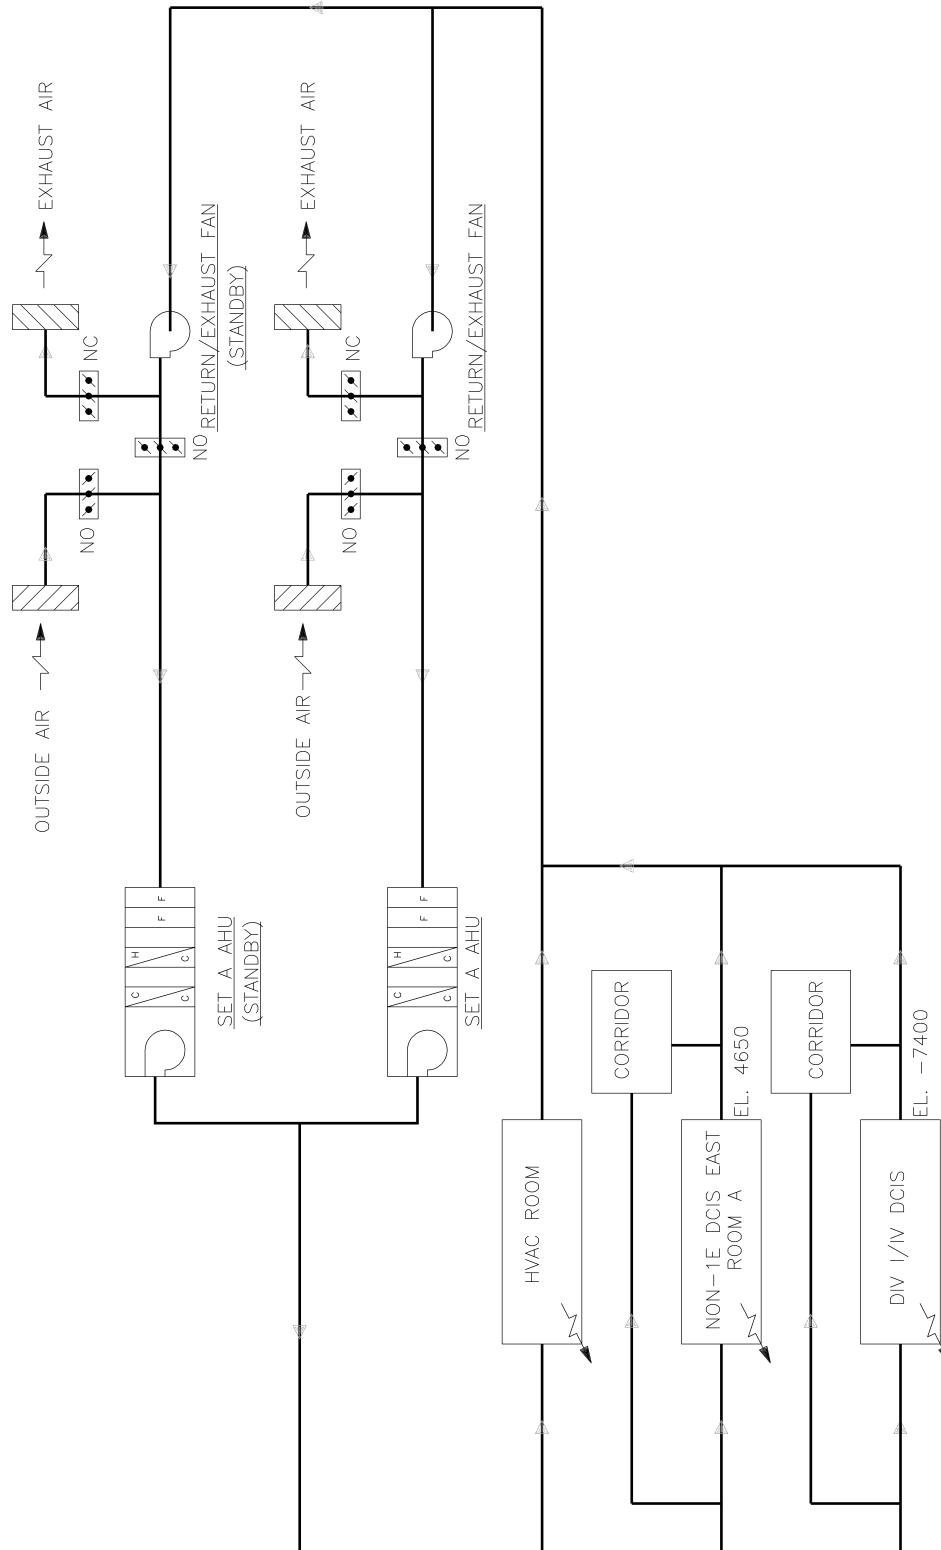 EXHAUST AIR
EXHAUST AIR
RETURN/EXHAUST FAN
(STANDBY)
RETURN/EXHAUST FAN
NC
NC
NO
NO
NO
NO
OUTSIDE AIR
OUTSIDE AIR
F
F
H
C
C
C
SET A AHU
(STANDBY)
F
F
H
C
C
C
SET A AHU
CORRIDOR
CORRIDOR
EL. 4650
EL. -7400
HVAC ROOM
NON-1E DCIS EAST
ROOM A
DIV I/IV DCIS